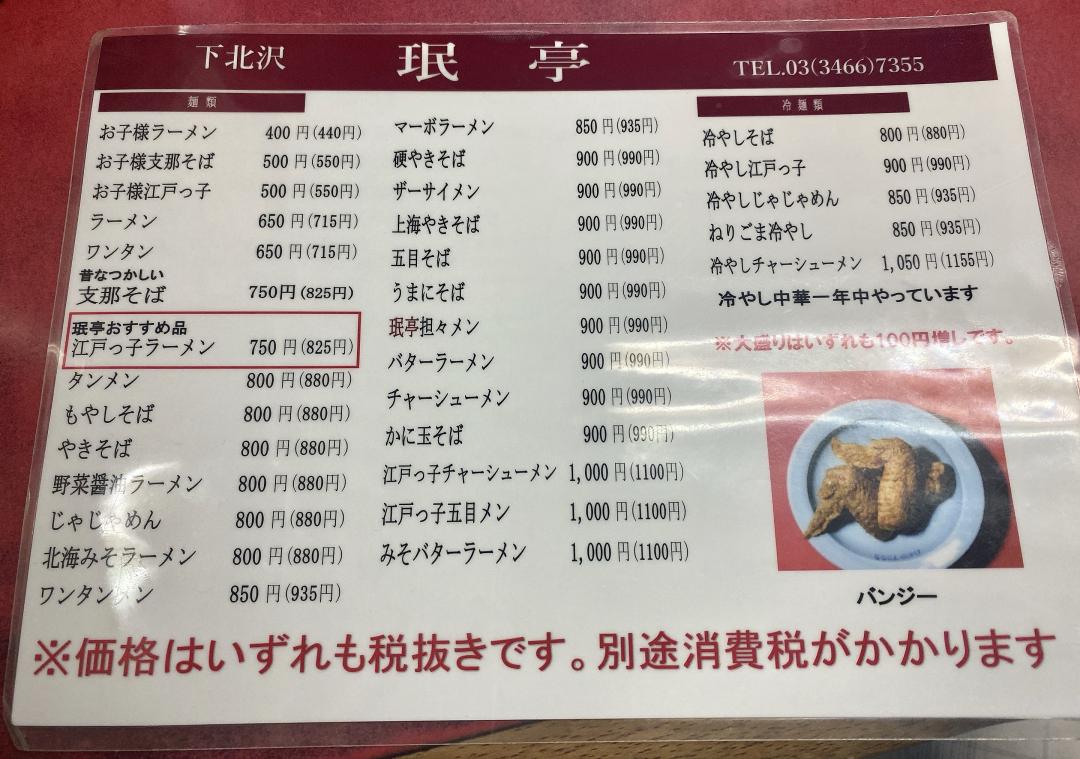 下北沢 珉亭 TEL.03(3466)7355
麺類
お子様ラーメン 400円(440円)
お子様支那そば 500円(550円)
お子様江戸っ子 500円(550円)
ラーメン 650円(715円)
ワンタン 650円(715円)
昔なつかしい
支那そば 750円(825円)
珉亭おすすめ品
江戸っ子ラーメン 750円(825円)
タンメン 800円(880円)
もやしそば 800円(880円)
やきそば 800円(880円)
野菜醤油ラーメン 800円(880円)
じゃじゃめん 800円(880円)
北海みそラーメン 800円(880円)
ワンタンメン 850円(935円)
マーボラーメン 850円(935円)
硬やきそば 900円(990円)
ザーサイメン 900円(990円)
上海やきそば 900円(990円)
五目そば 900円(990円)
うまにそば 900円(990円)
珉亭担々メン 900円(990円)
バターラーメン 900円(990円)
チャーシューメン 900円(990円)
かに玉そば 900円(990円)
江戸っ子チャーシューメン 1,000円(1100円)
江戸っ子五目メン 1,000円(1100円)
みそバターラーメン 1,000円(1100円)
冷麺類
冷やしそば 800円(880円)
冷やし江戸っ子 900円(990円)
冷やしじゃじゃめん 850円(935円)
ねりごま冷やし 850円(935円)
冷やしチャーシューメン 1,050円(1155円)
冷やし中華一年中やっています
※大盛りはいずれも100円増しです。
バンジー
※価格はいずれも税抜きです。別途消費税がかかります